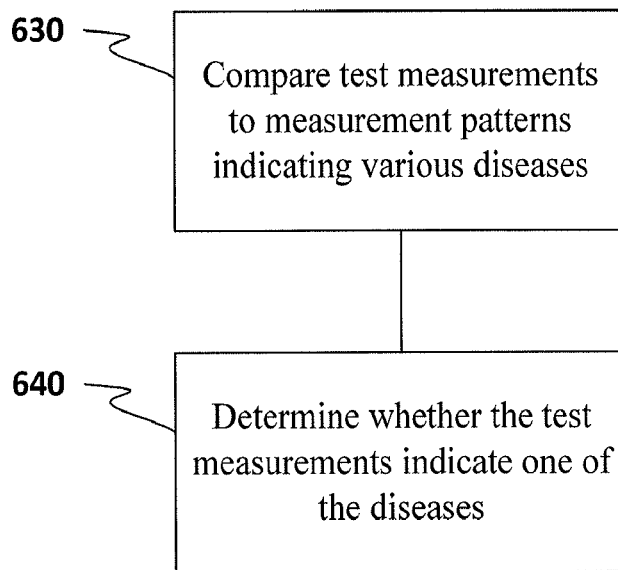 630
Compare test measurements
to measurement patterns
indicating various diseases
640
Determine whether the test
measurements indicate one of
the diseases